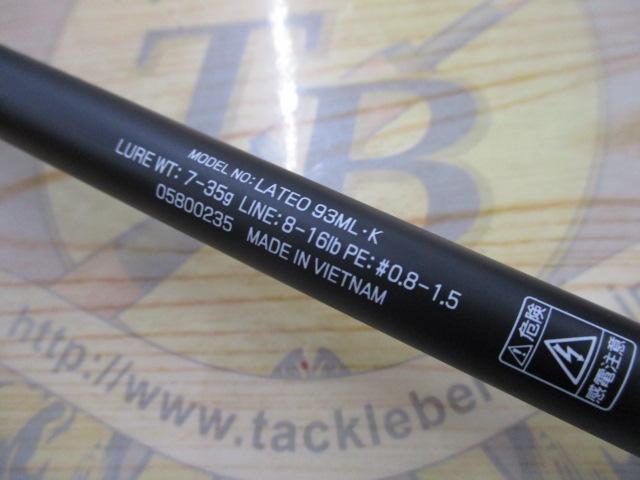 TB
MODEL NO: LATEO 93ML・K
LURE WT: 7-35g LINE: 8-16lb PE: #0.8-1.5
05800235 MADE IN VIETNAM
⚠危険
感電注意
http://www.tacklebe